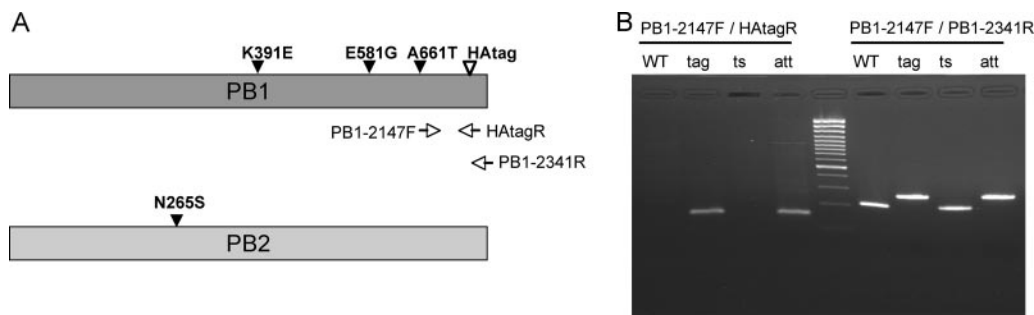 A
K391E E581G A661T HAtag
PB1
PB1-2147F HAtagR
PB1-2341R
N265S
PB2
B
PB1-2147F / HAtagR PB1-2147F / PB1-2341R
WT tag ts att WT tag ts att